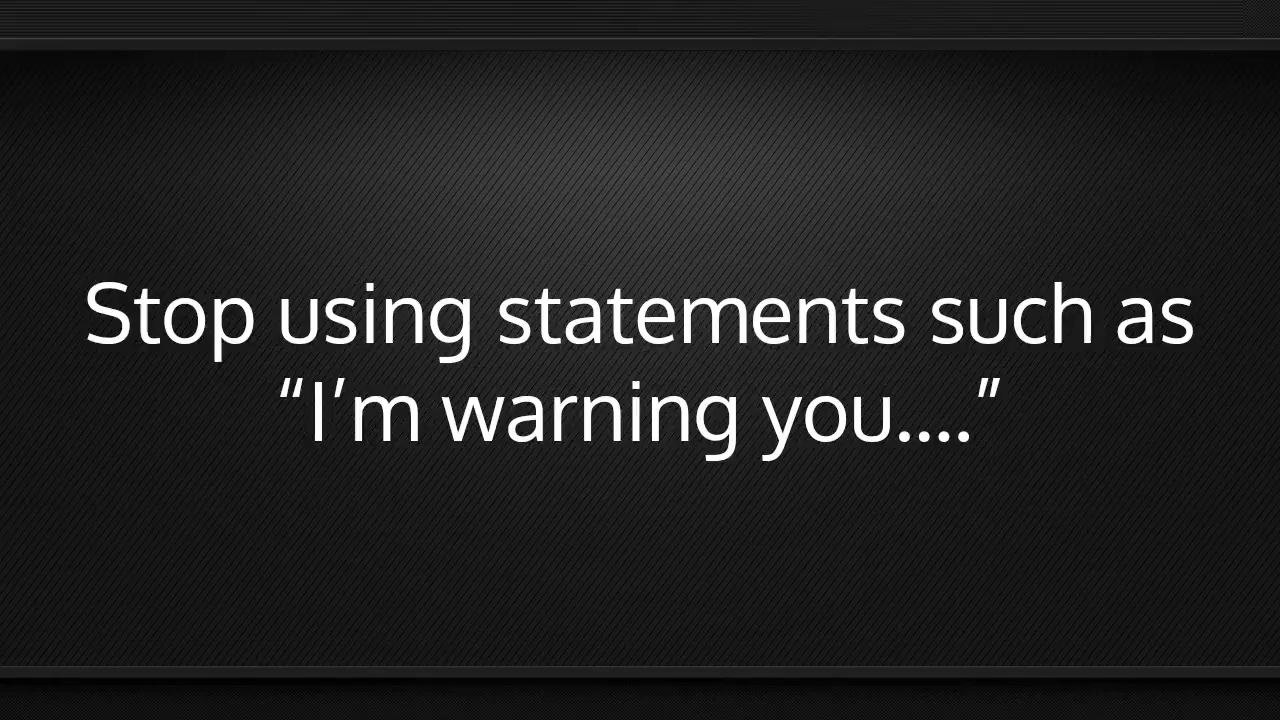 Stop using statements such as
“I’m warning you....”